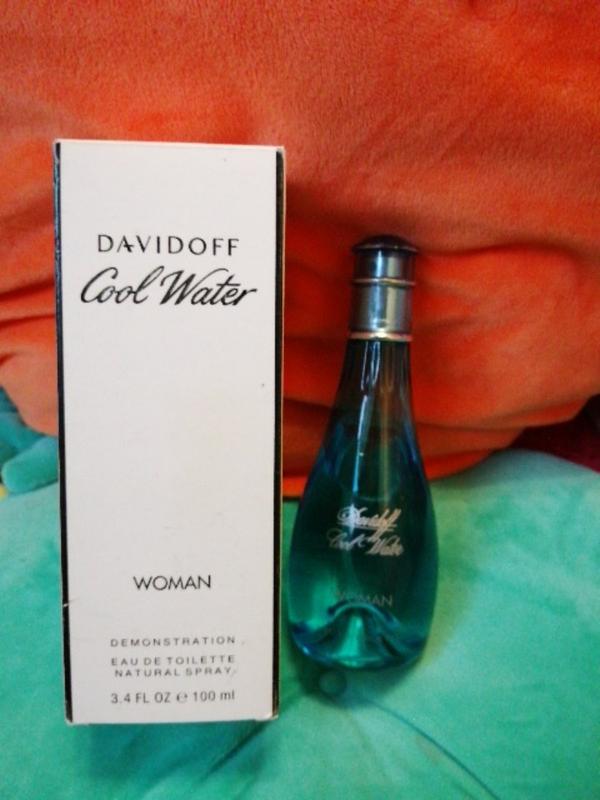 DAVIDOFF
Cool Water
WOMAN
DEMONSTRATION
EAU DE TOILETTE
NATURAL SPRAY
3.4 FL OZ ℮ 100 ml
Davidoff
Cool Water
WOMAN